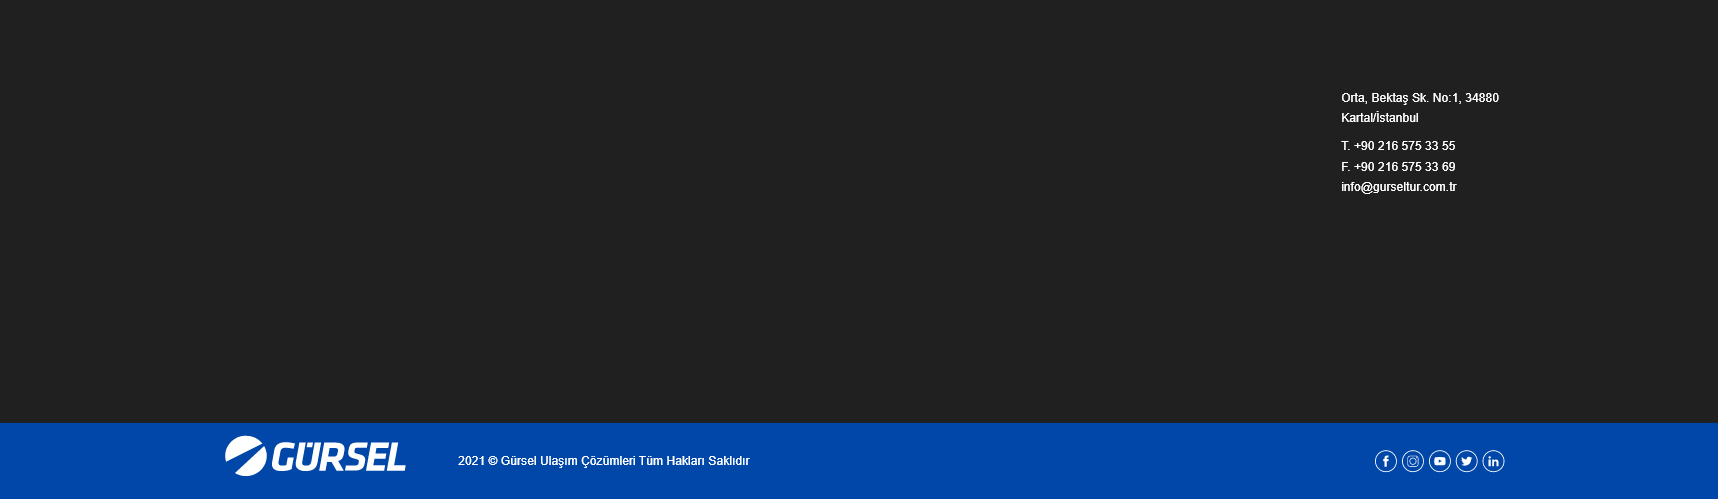 Orta, Bektaş Sk. No:1, 34880
Kartal/İstanbul
T. +90 216 575 33 55
F. +90 216 575 33 69
info@gurseltur.com.tr
GÜRSEL
2021 © Gürsel Ulaşım Çözümleri Tüm Hakları Saklıdır